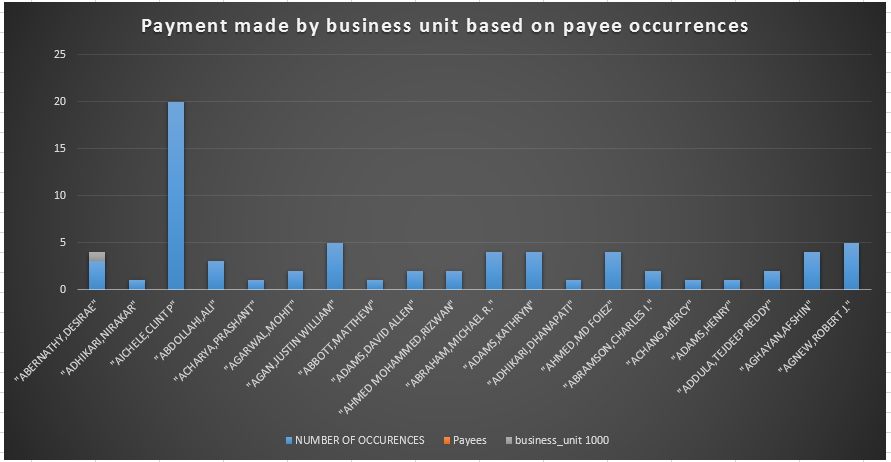 Payment made by business unit based on payee occurrences
25
20
15
10
5
0
"ABERNATHY,DESIRAE"
"ADHIKARI,NIRAKAR"
"AICHELE,CLINT P"
"ABDOLLAHI,ALI"
"ACHARYA,PRASHANT"
"AGARWAL,MOHIT"
"AGAN,JUSTIN WILLIAM"
"ABBOTT,MATTHEW"
"ADAMS,DAVID ALLEN"
"AHMED MOHAMMED,RIZWAN"
"ABRAHAM,MICHAEL R."
"ADAMS,KATHRYN"
"ADHIKARI,DHANAPATI"
"AHMED,MD FOIEZ"
"ABRAMSON,CHARLES I."
"ACHANG,MERCY"
"ADAMS,HENRY"
"ADDULA,TEJDEEP REDDY"
"AGHAYAN,AFSHIN"
"AGNEW,ROBERT J."
NUMBER OF OCCURENCES Payees business_unit 1000